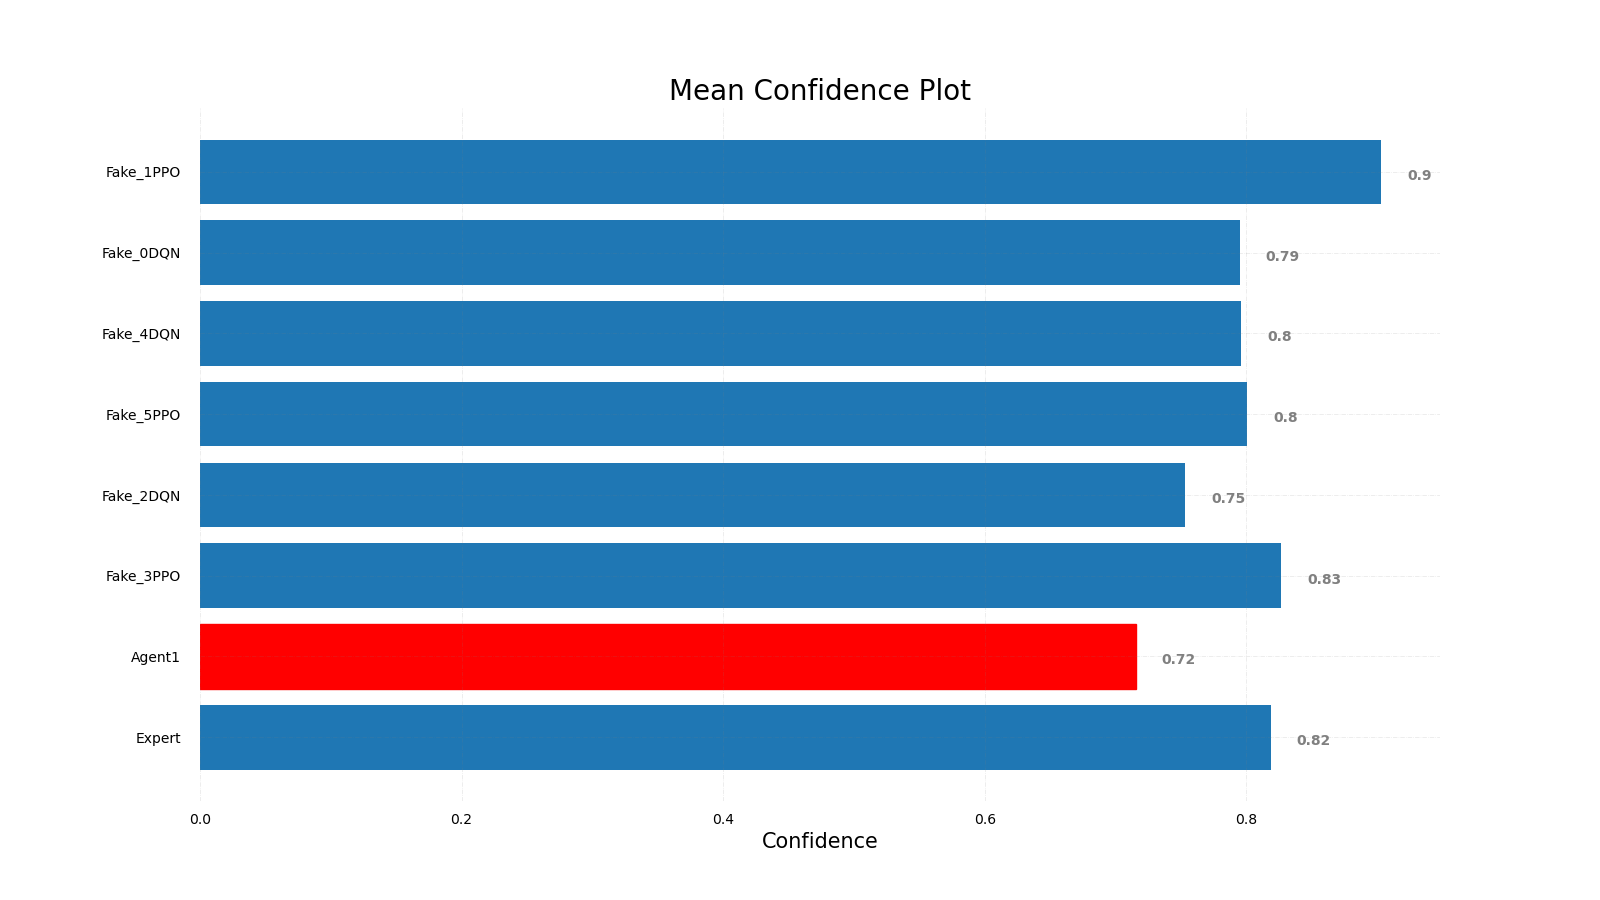 Mean Confidence Plot
Fake_1PPO 0.9
Fake_0DQN 0.79
Fake_4DQN 0.8
Fake_5PPO 0.8
Fake_2DQN 0.75
Fake_3PPO 0.83
Agent1 0.72
Expert 0.82
0.0 0.2 0.4 0.6 0.8
Confidence